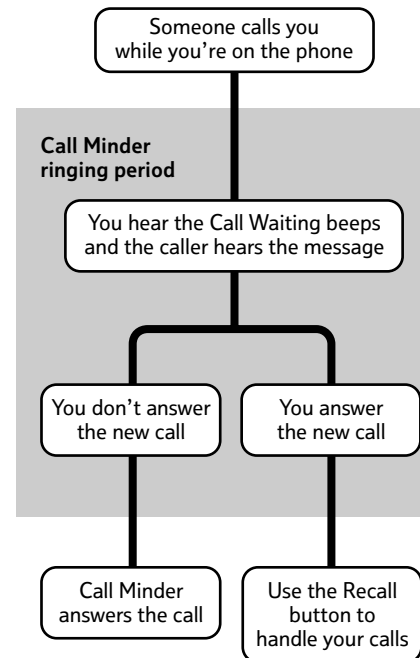 Someone calls you
while you’re on the phone
Call Minder
ringing period
You hear the Call Waiting beeps
and the caller hears the message
You don’t answer
the new call
You answer
the new call
Call Minder
answers the call
Use the Recall
button to
handle your calls